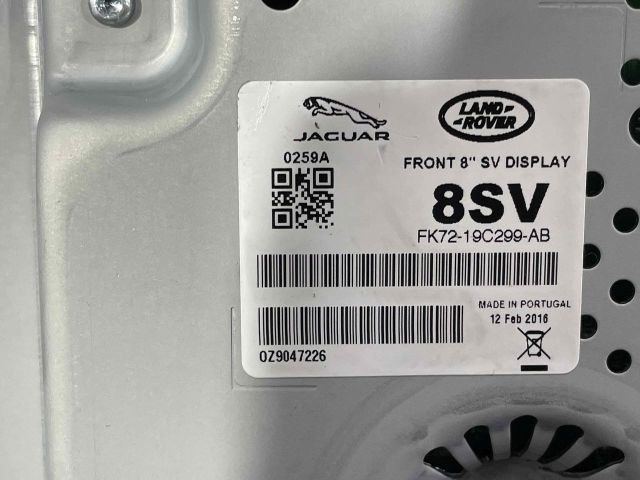 JAGUAR
LAND ROVER
0259A
FRONT 8" SV DISPLAY
8SV
FK72-19C299-AB
MADE IN PORTUGAL
12 Feb 2016
0Z9047226